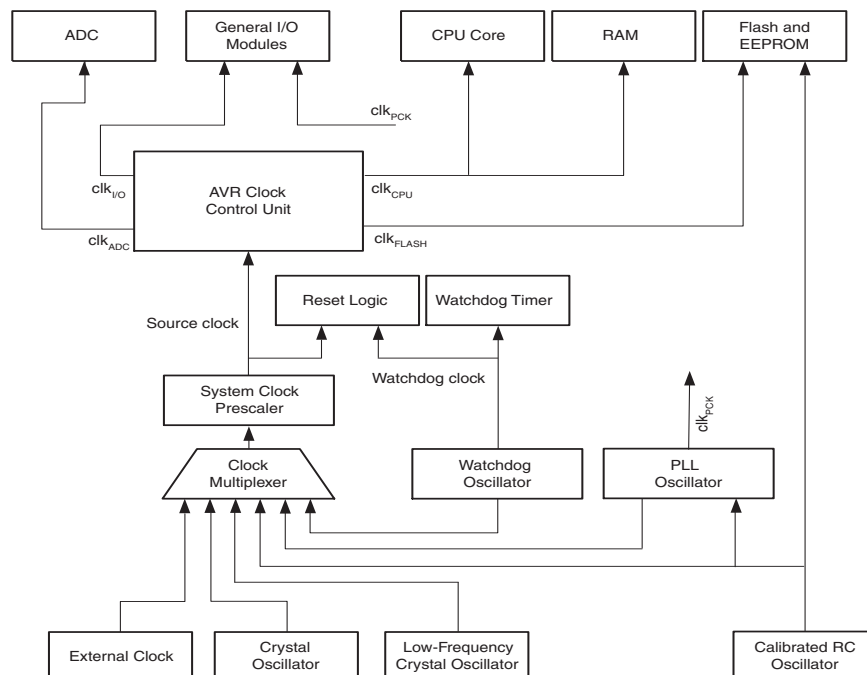 ADC
General I/O
Modules
CPU Core
RAM
Flash and
EEPROM
clkPCK
clkI/O
AVR Clock
Control Unit
clkCPU
clkADC
clkFLASH
Source clock
Reset Logic
Watchdog Timer
Watchdog clock
System Clock
Prescaler
clkPCK
Clock
Multiplexer
Watchdog
Oscillator
PLL
Oscillator
External Clock
Crystal
Oscillator
Low-Frequency
Crystal Oscillator
Calibrated RC
Oscillator